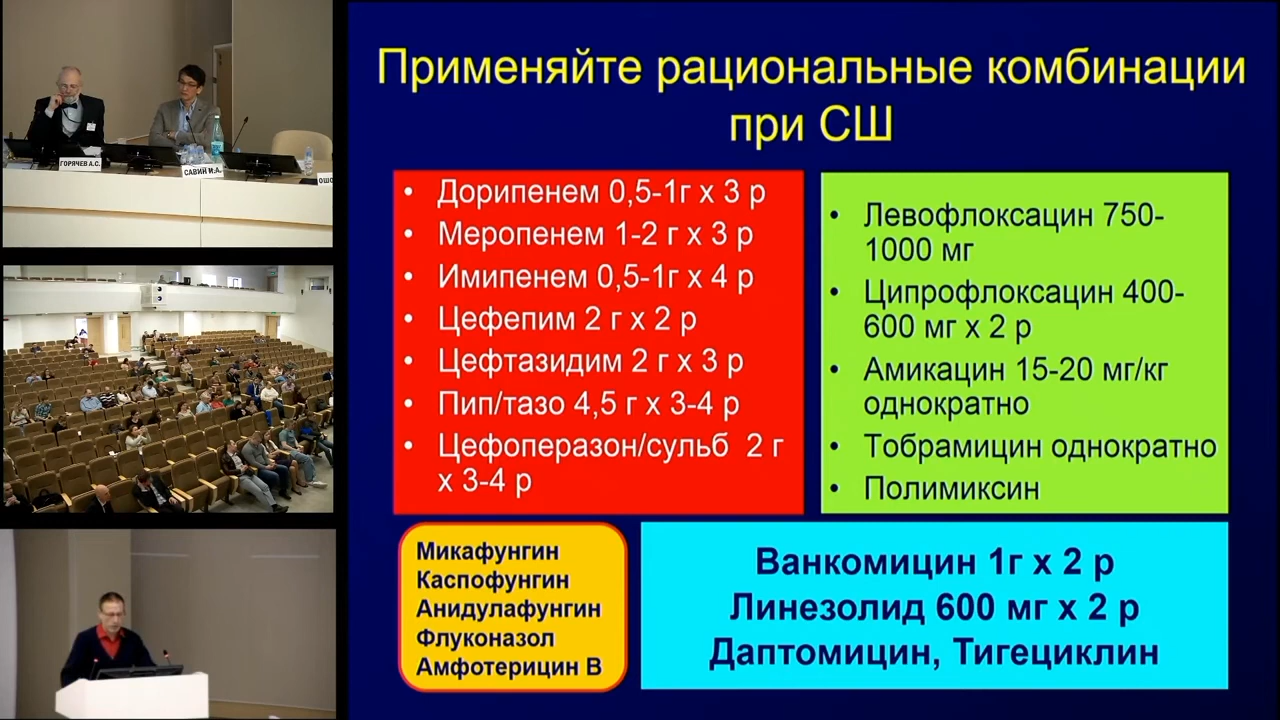 Применяйте рациональные комбинации
при СШ
• Дорипенем 0,5-1г х 3 р
• Меропенем 1-2 г х 3 р
• Имипенем 0,5-1г х 4 р
• Цефепим 2 г х 2 р
• Цефтазидим 2 г х 3 р
• Пип/тазо 4,5 г х 3-4 р
• Цефоперазон/сульб 2 г
х 3-4 р
• Левофлоксацин 750-
1000 мг
• Ципрофлоксацин 400-
600 мг х 2 р
• Амикацин 15-20 мг/кг
однократно
• Тобрамицин однократно
• Полимиксин
Микафунгин
Каспофунгин
Анидулафунгин
Флуконазол
Амфотерицин В
Ванкомицин 1г х 2 р
Линезолид 600 мг х 2 р
Даптомицин, Тигециклин
ГОРЯЧЕВ А.С.
САВИН И.А.
ОШО